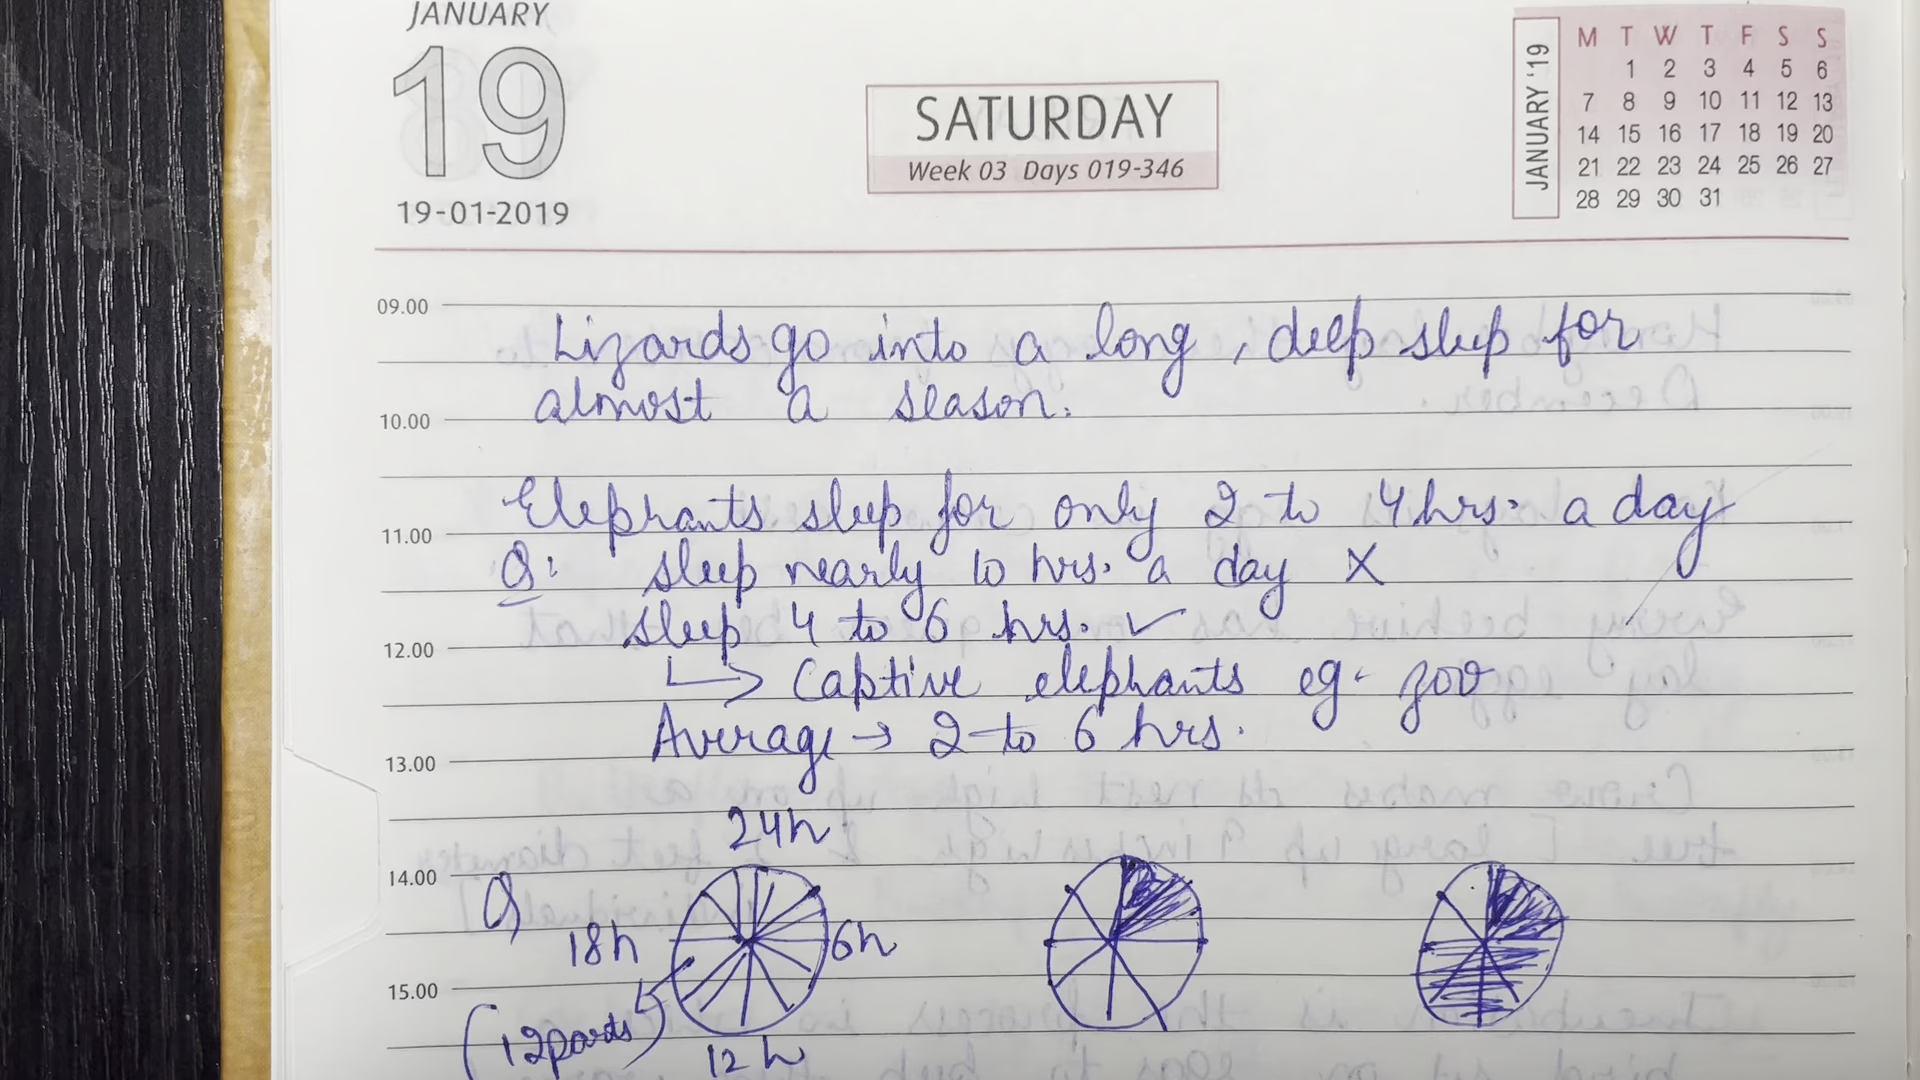 JANUARY
19
19-01-2019
SATURDAY
Week 03 Days 019-346
JANUARY '19
M T W T F S S
1 2 3 4 5 6
7 8 9 10 11 12 13
14 15 16 17 18 19 20
21 22 23 24 25 26 27
28 29 30 31
09.00
Lizards go into a long, deep sleep for
almost a season.
10.00
Elephants sleep for only 2 to 4 hrs. a day
11.00
Q: sleep nearly 10 hrs. a day X
sleep 4 to 6 hrs. ✓
12.00
↳ Captive elephants eg. zoo
Average → 2 to 6 hrs.
13.00
24h
14.00
Q
18h 6h
15.00
(12parts)
12 h